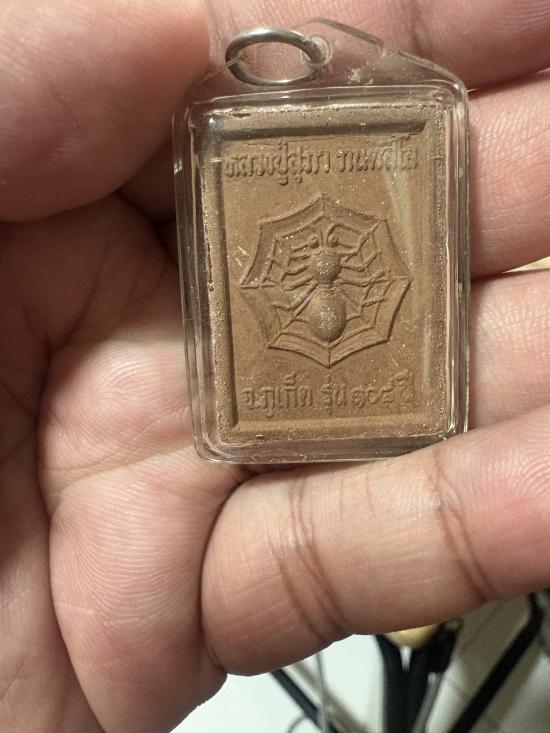 หลวงปู่สุภา กนฺตสีโล
จ.ภูเก็ต รุ่น ๑๐๘ ปี